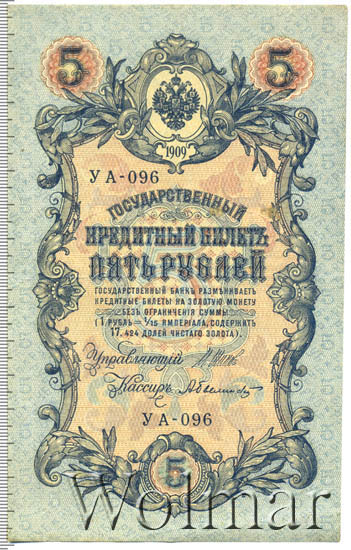 5 5
1909
УА-096
ГОСУДАРСТВЕННЫЙ
КРЕДИТНЫЙ БИЛЕТЪ
ПЯТЬ РУБЛЕЙ
ГОСУДАРСТВЕННЫЙ БАНКЪ РАЗМѢНИВАЕТЪ
КРЕДИТНЫЕ БИЛЕТЫ НА ЗОЛОТУЮ МОНЕТУ
БЕЗЪ ОГРАНИЧЕНІЯ СУММЫ
(1 РУБЛЬ = 1/15 ИМПЕРІАЛА, СОДЕРЖИТЪ
17,424 ДОЛЕЙ ЧИСТАГО ЗОЛОТА).
Управляющій
Кассиръ
УА-096
5
Wolmar